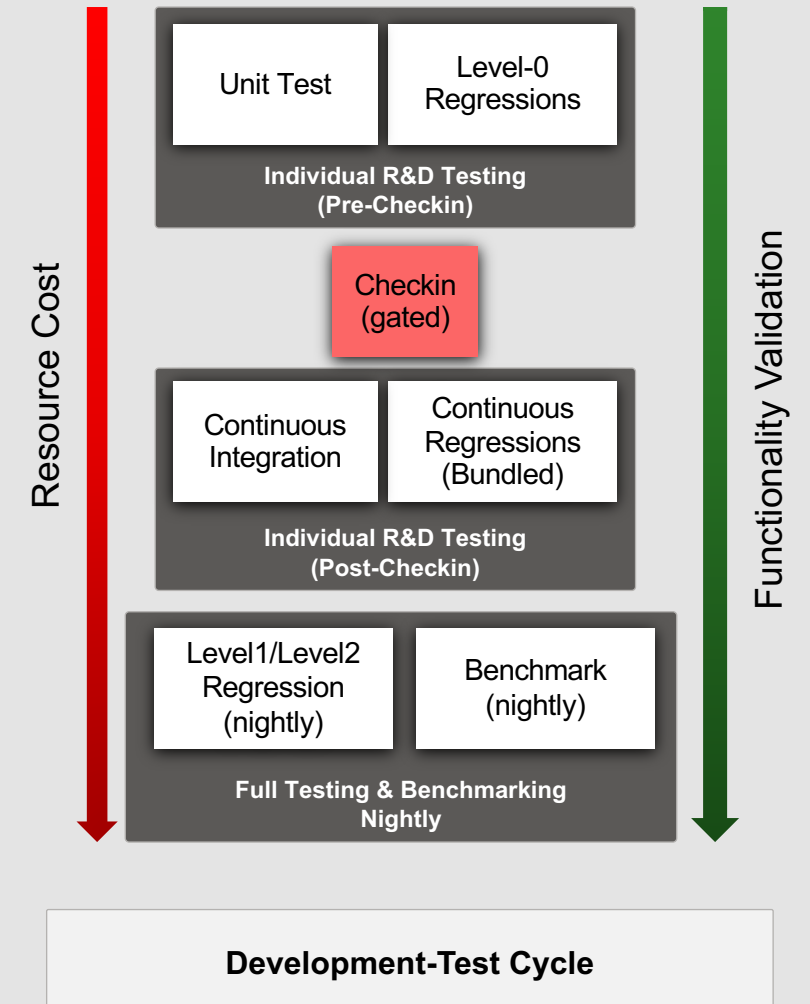 Unit Test
Level-0
Regressions
Individual R&D Testing
(Pre-Checkin)
Checkin
(gated)
Resource Cost
Functionality Validation
Continuous
Integration
Continuous
Regressions
(Bundled)
Individual R&D Testing
(Post-Checkin)
Level1/Level2
Regression
(nightly)
Benchmark
(nightly)
Full Testing & Benchmarking
Nightly
Development-Test Cycle